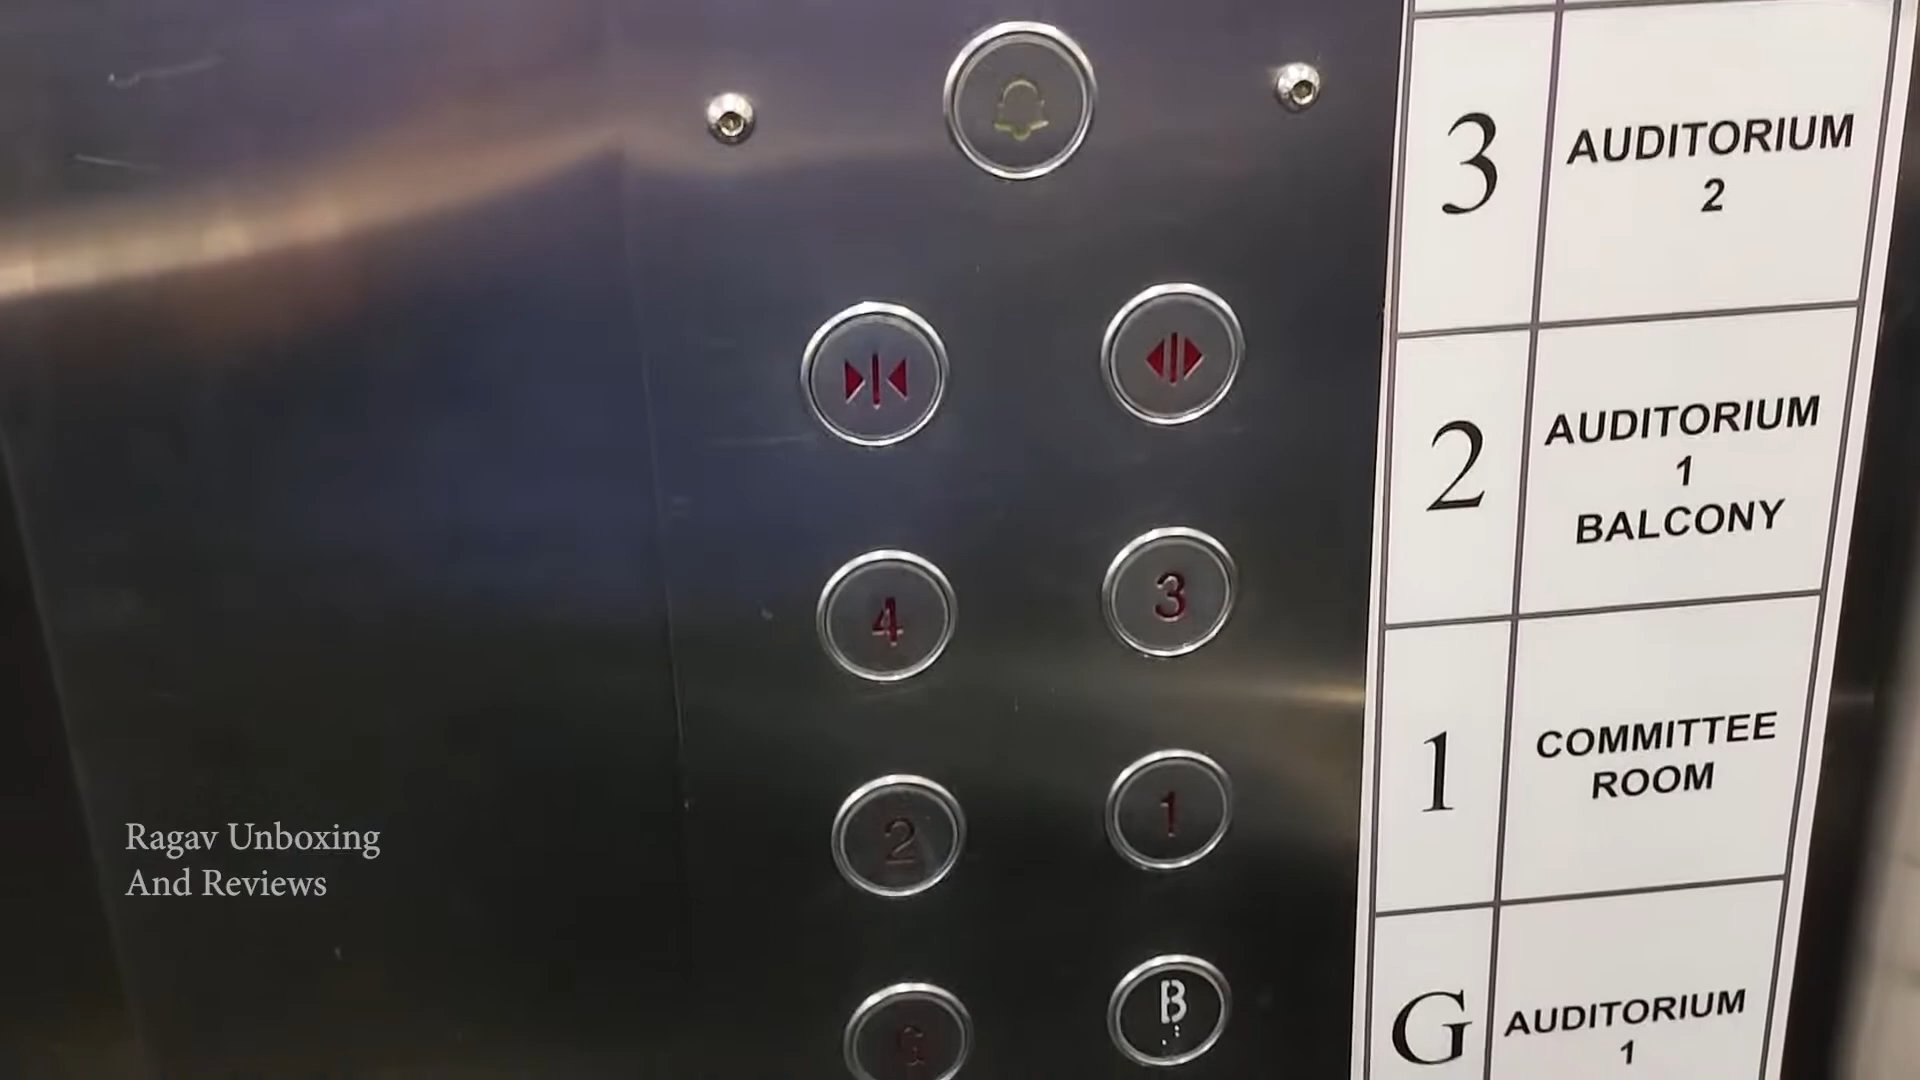 4
3
2
1
G
B
3
AUDITORIUM
2
2
AUDITORIUM
1
BALCONY
1
COMMITTEE
ROOM
G
AUDITORIUM
1
Ragav Unboxing
And Reviews